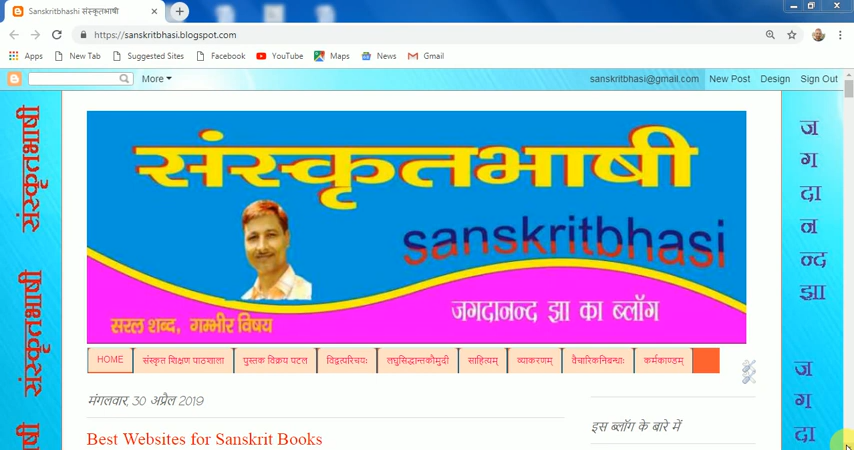 Sanskritbhashi संस्कृतभाषी
https://sanskritbhasi.blogspot.com
Apps New Tab Suggested Sites Facebook YouTube Maps News Gmail
More sanskritbhasi@gmail.com New Post Design Sign Out
संस्कृतभाषी
sanskritbhasi
जगदानन्द झा का ब्लॉग
सरल शब्द, गम्भीर विषय
संस्कृतभाषी
संस्कृतभाषी
ज
ग
दा
न
न्द
झा
ज
ग
दा
HOME संस्कृत शिक्षण पाठशाला पुस्तक विक्रय पटल विद्वत्परिचयः लघुसिद्धान्तकौमुदी साहित्यम् व्याकरणम् वैचारिकनिबन्धाः कर्मकाण्डम्
मंगलवार, 30 अप्रैल 2019
इस ब्लॉग के बारे में
Best Websites for Sanskrit Books